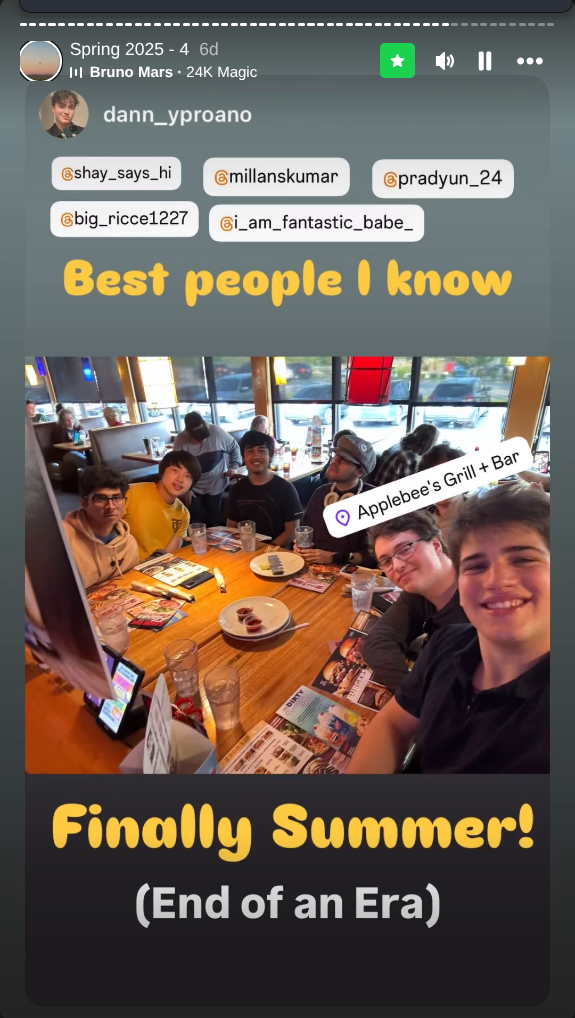 Spring 2025 - 4 6d
Bruno Mars · 24K Magic
dann_yproano
@shay_says_hi @millanskumar @pradyun_24
@big_ricce1227 @i_am_fantastic_babe_
Best people I know
Applebee's Grill + Bar
DIRTY
Finally Summer!
(End of an Era)